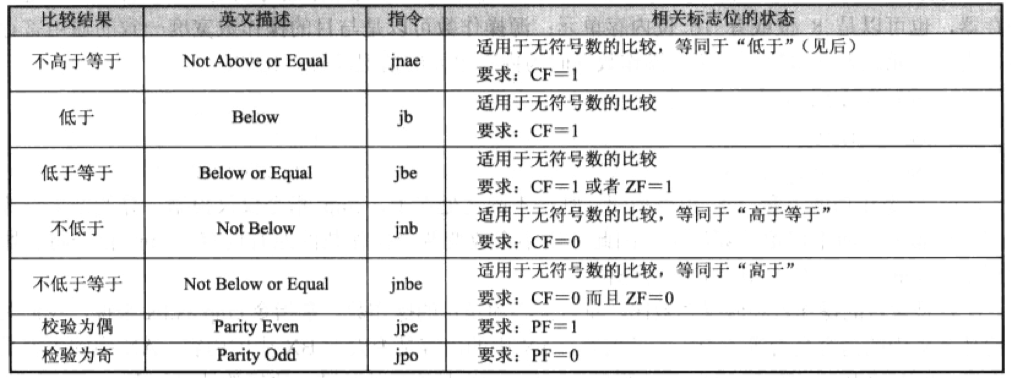 比较结果 英文描述 指令 相关标志位的状态
不高于等于 Not Above or Equal jnae 适用于无符号数的比较，等同于“低于”（见后）
要求：CF＝1
低于 Below jb 适用于无符号数的比较
要求：CF＝1
低于等于 Below or Equal jbe 适用于无符号数的比较
要求：CF＝1 或者 ZF＝1
不低于 Not Below jnb 适用于无符号数的比较，等同于“高于等于”
要求：CF＝0
不低于等于 Not Below or Equal jnbe 适用于无符号数的比较，等同于“高于”
要求：CF＝0 而且 ZF＝0
校验为偶 Parity Even jpe 要求：PF＝1
检验为奇 Parity Odd jpo 要求：PF＝0